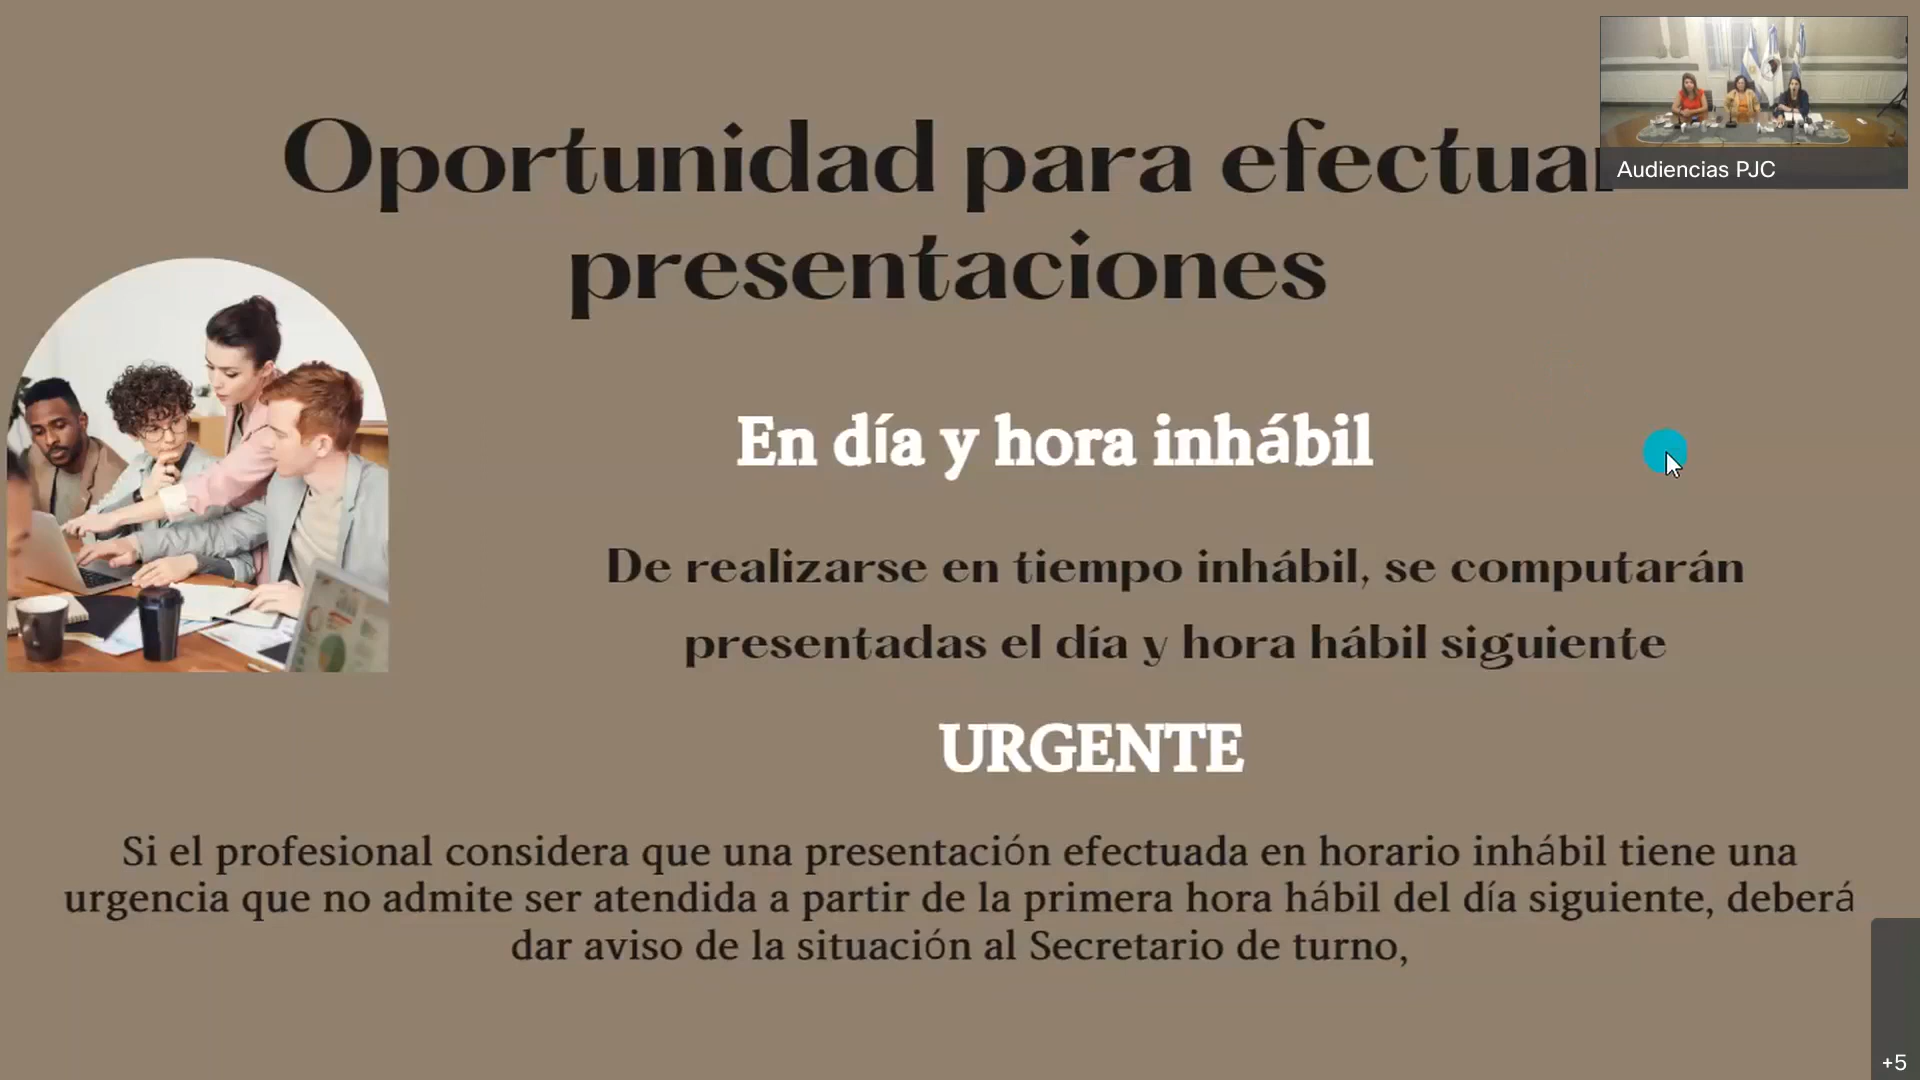 Oportunidad para efectuar
presentaciones
Audiencias PJC
En día y hora inhábil
De realizarse en tiempo inhábil, se computarán
presentadas el día y hora hábil siguiente
URGENTE
Si el profesional considera que una presentación efectuada en horario inhábil tiene una
urgencia que no admite ser atendida a partir de la primera hora hábil del día siguiente, deberá
dar aviso de la situación al Secretario de turno,
+5